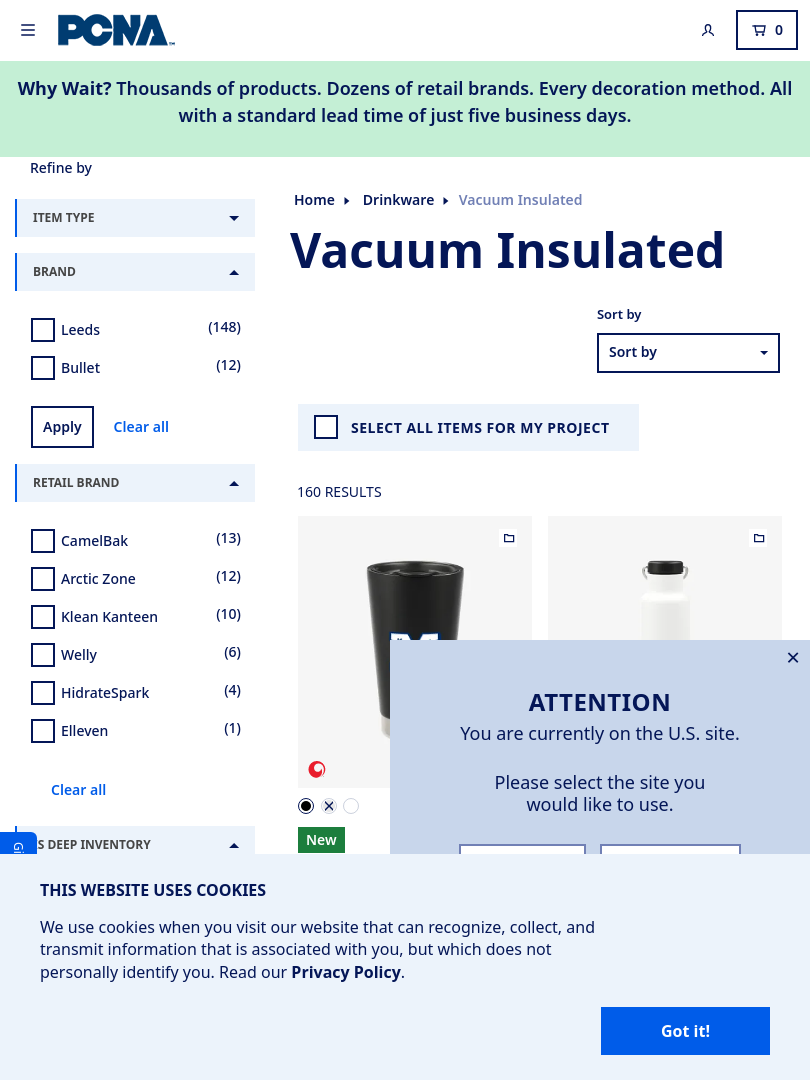 PCNA
0
Why Wait? Thousands of products. Dozens of retail brands. Every decoration method. All
with a standard lead time of just five business days.
Refine by
ITEM TYPE
BRAND
Leeds (148)
Bullet (12)
Apply Clear all
RETAIL BRAND
CamelBak (13)
Arctic Zone (12)
Klean Kanteen (10)
Welly (6)
HidrateSpark (4)
Elleven (1)
Clear all
DEEP INVENTORY
Home Drinkware Vacuum Insulated
Vacuum Insulated
Sort by
Sort by
SELECT ALL ITEMS FOR MY PROJECT
160 RESULTS
New
ATTENTION
You are currently on the U.S. site.
Please select the site you
would like to use.
THIS WEBSITE USES COOKIES
We use cookies when you visit our website that can recognize, collect, and
transmit information that is associated with you, but which does not
personally identify you. Read our Privacy Policy.
Got it!